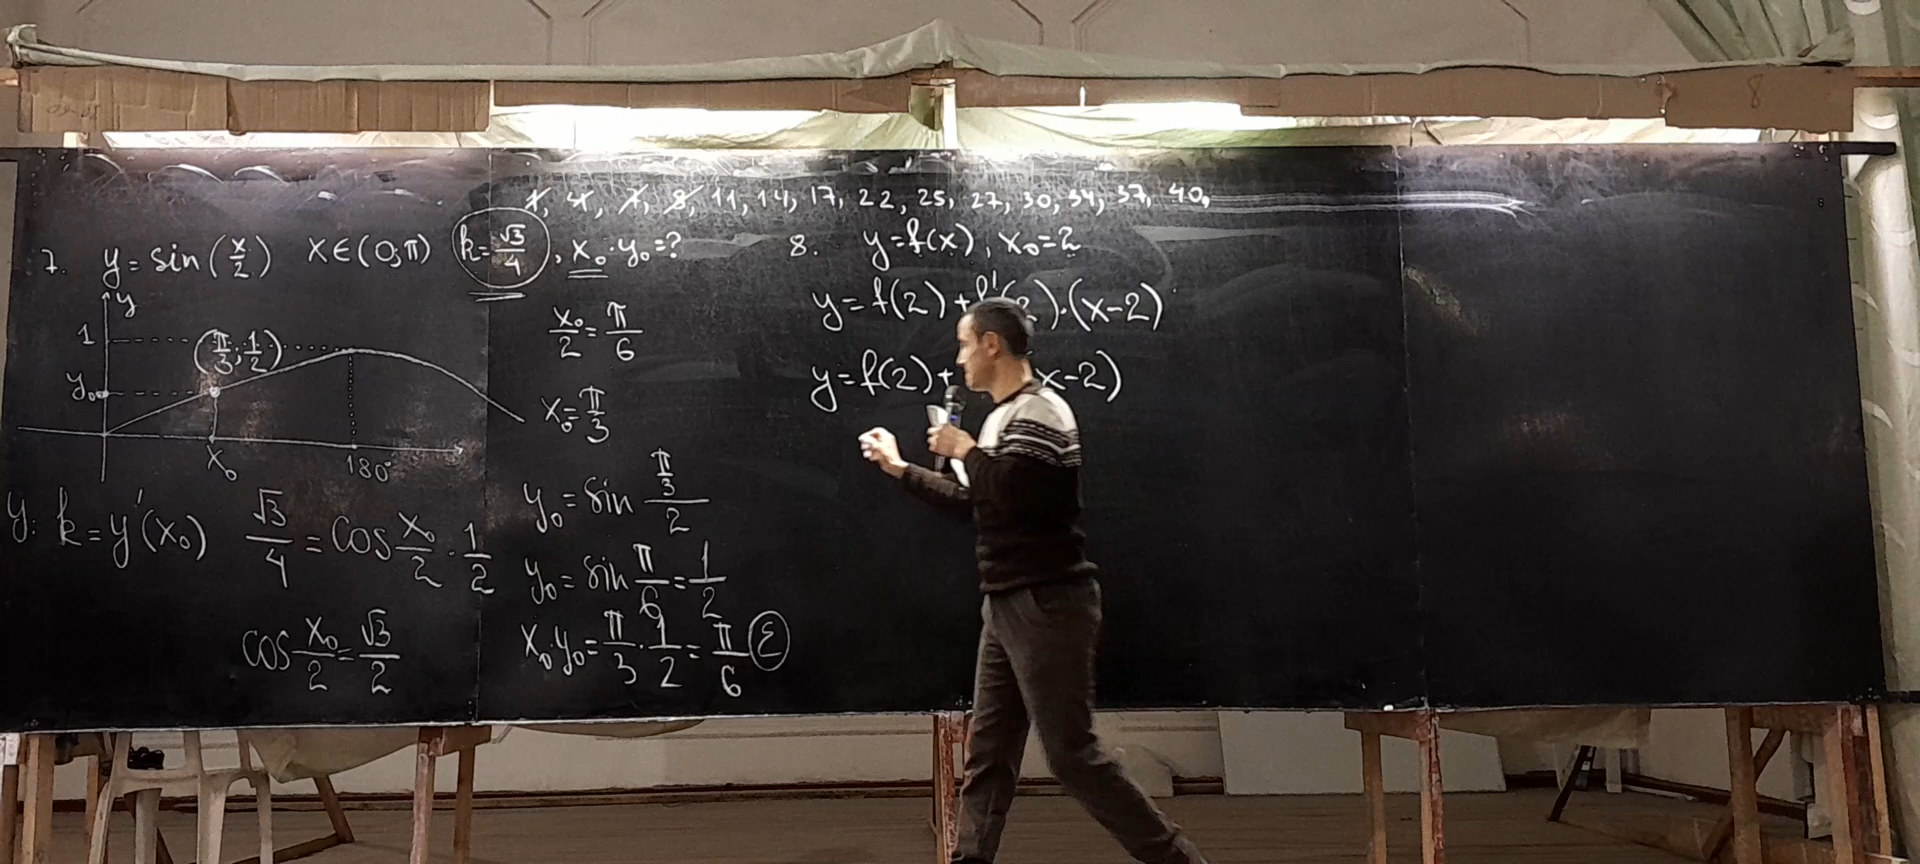 1, 4, 7, 8, 11, 14, 17, 22, 25, 27, 30, 34, 37, 40,
7. y = sin(x/2) x∈(0;π) k=√3/4, x₀·y₀=?
y
1
(π/3; 1/2)
y₀
x₀
180°
y: k=y'(x₀) √3/4 = cos x₀/2 · 1/2
cos x₀/2 = √3/2
x₀/2 = π/6
x₀ = π/3
y₀ = sin (π/3)/2
y₀ = sin π/6 = 1/2
x₀·y₀ = π/3 · 1/2 = π/6 (E)
8. y=f(x), x₀=2
y=f(2)+f'(2)·(x-2)
y=f(2)+ x-2)
8